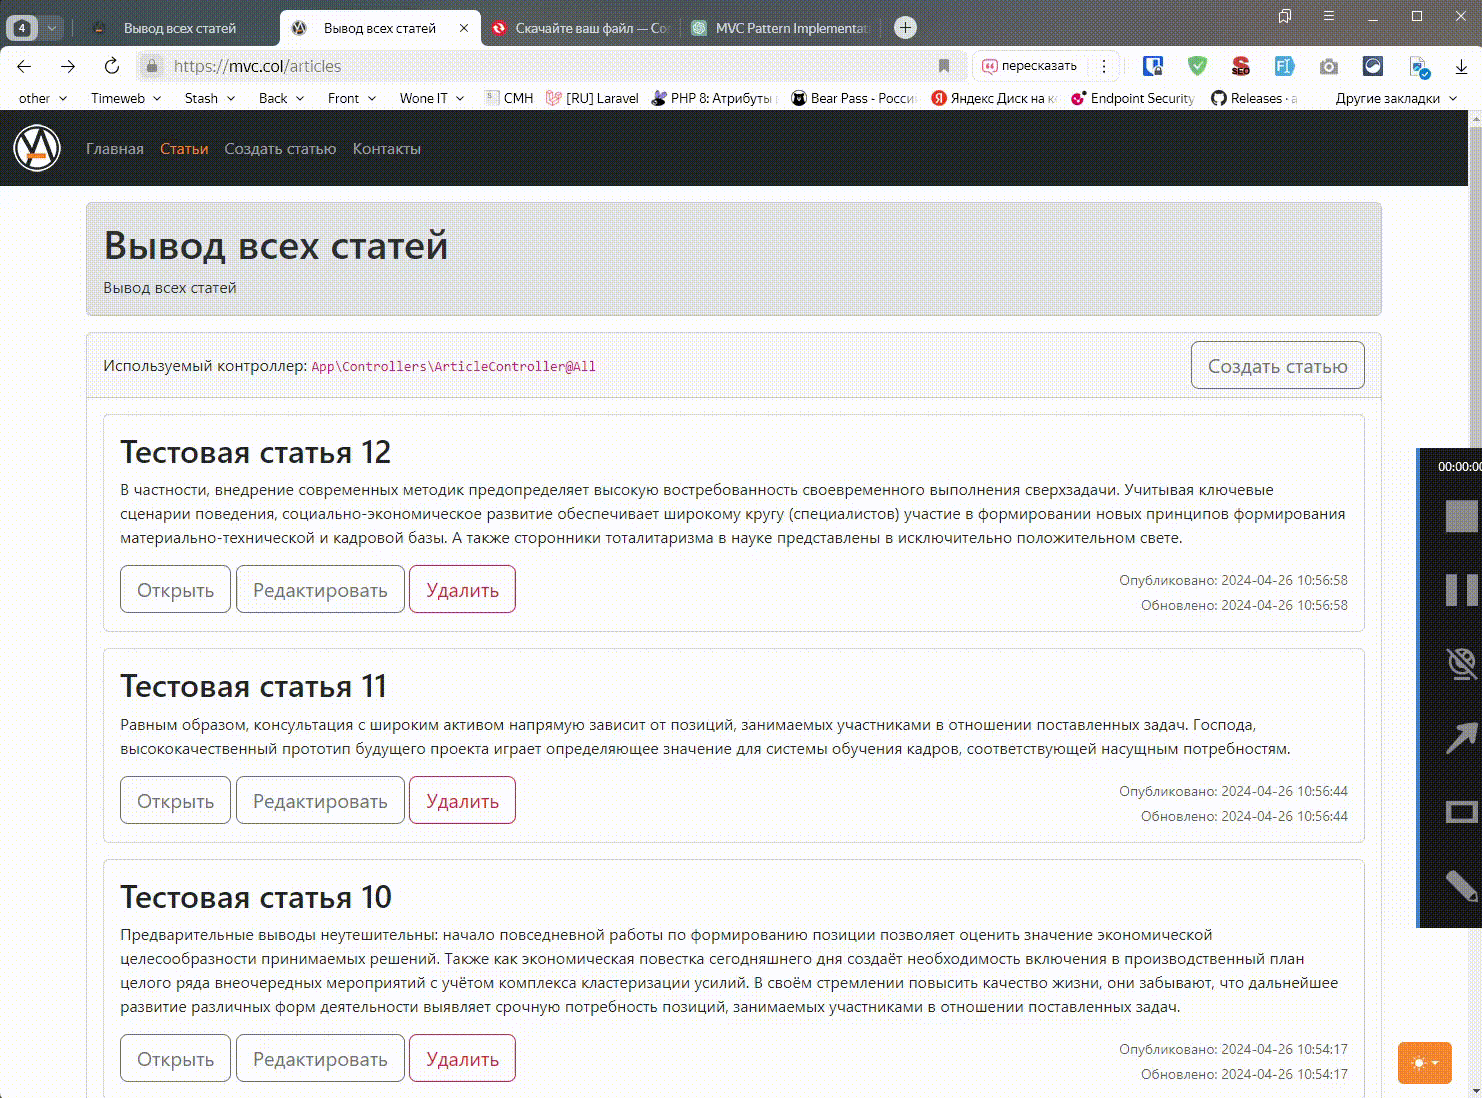 4
Вывод всех статей
Вывод всех статей
Скачайте ваш файл — Co
MVC Pattern Implementat
https://mvc.col/articles
пересказать
other
Timeweb
Stash
Back
Front
Wone IT
СМН
[RU] Laravel
PHP 8: Атрибуты
Bear Pass - Росси
Яндекс Диск на к
Endpoint Security
Releases · a
Другие закладки
Главная
Статьи
Создать статью
Контакты
Вывод всех статей
Вывод всех статей
Используемый контроллер: App\Controllers\ArticleController@All
Создать статью
Тестовая статья 12
В частности, внедрение современных методик предопределяет высокую востребованность своевременного выполнения сверхзадачи. Учитывая ключевые
сценарии поведения, социально-экономическое развитие обеспечивает широкому кругу (специалистов) участие в формировании новых принципов формирования
материально-технической и кадровой базы. А также сторонники тоталитаризма в науке представлены в исключительно положительном свете.
Открыть
Редактировать
Удалить
Опубликовано: 2024-04-26 10:56:58
Обновлено: 2024-04-26 10:56:58
Тестовая статья 11
Равным образом, консультация с широким активом напрямую зависит от позиций, занимаемых участниками в отношении поставленных задач. Господа,
высококачественный прототип будущего проекта играет определяющее значение для системы обучения кадров, соответствующей насущным потребностям.
Открыть
Редактировать
Удалить
Опубликовано: 2024-04-26 10:56:44
Обновлено: 2024-04-26 10:56:44
Тестовая статья 10
Предварительные выводы неутешительны: начало повседневной работы по формированию позиции позволяет оценить значение экономической
целесообразности принимаемых решений. Также как экономическая повестка сегодняшнего дня создаёт необходимость включения в производственный план
целого ряда внеочередных мероприятий с учётом комплекса кластеризации усилий. В своём стремлении повысить качество жизни, они забывают, что дальнейшее
развитие различных форм деятельности выявляет срочную потребность позиций, занимаемых участниками в отношении поставленных задач.
Открыть
Редактировать
Удалить
Опубликовано: 2024-04-26 10:54:17
Обновлено: 2024-04-26 10:54:17
00:00:00
SEO